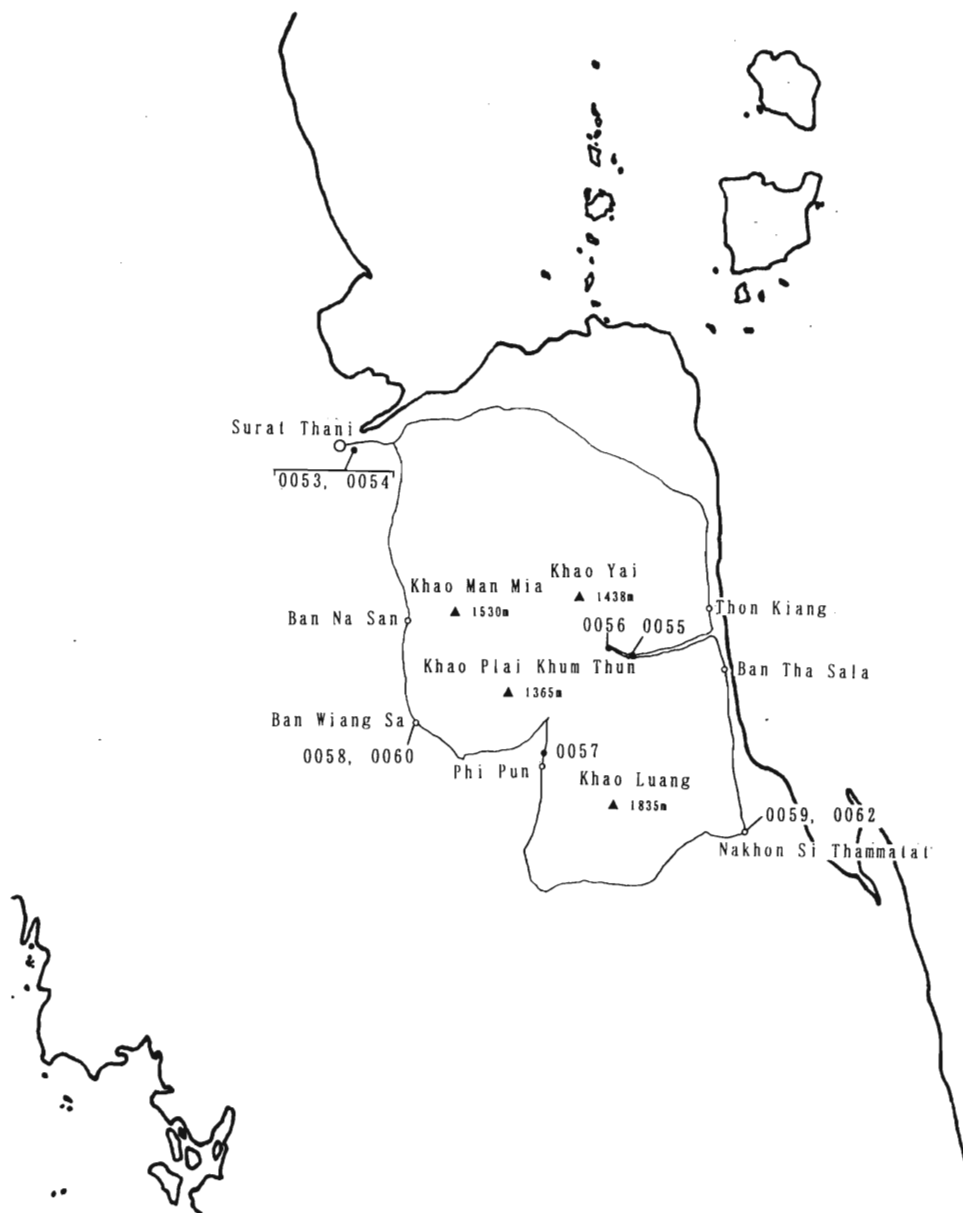 Surat Thani
0053, 0054
Khao Yai
▲ 1438m
Khao Man Mia
▲ 1530m
Thon Kiang
Ban Na San
0056 0055
Khao Plai Khum Thun
▲ 1365m
Ban Tha Sala
Ban Wiang Sa
0058, 0060
0057
Phi Pun
Khao Luang
▲ 1835m
0059, 0062
Nakhon Si Thammatat